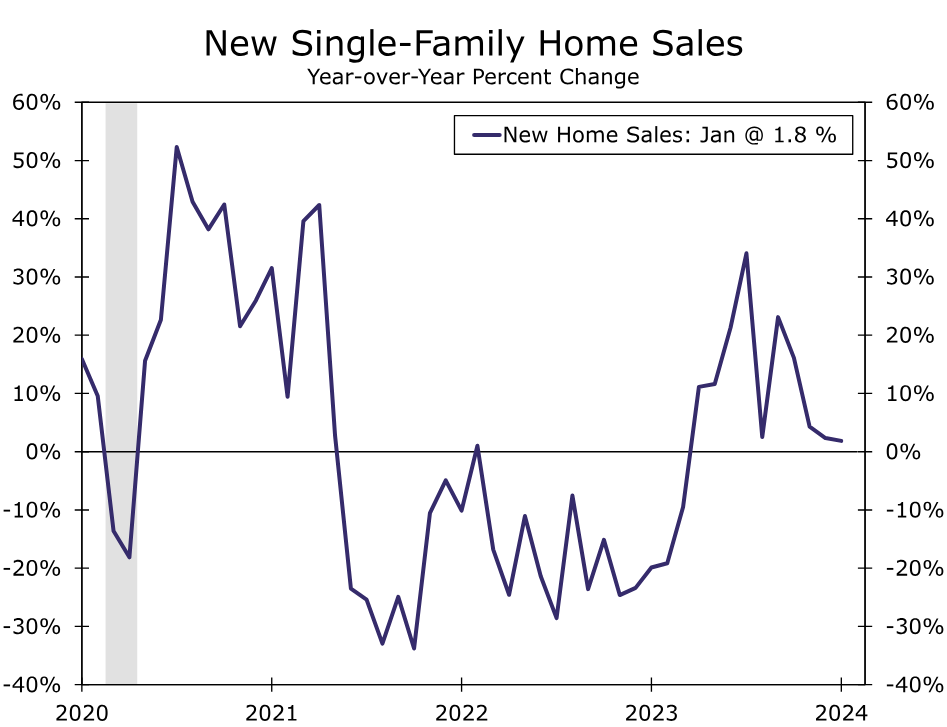 New Single-Family Home Sales
Year-over-Year Percent Change
60% 60%
New Home Sales: Jan @ 1.8 %
50% 50%
40% 40%
30% 30%
20% 20%
10% 10%
0% 0%
-10% -10%
-20% -20%
-30% -30%
-40% -40%
2020 2021 2022 2023 2024